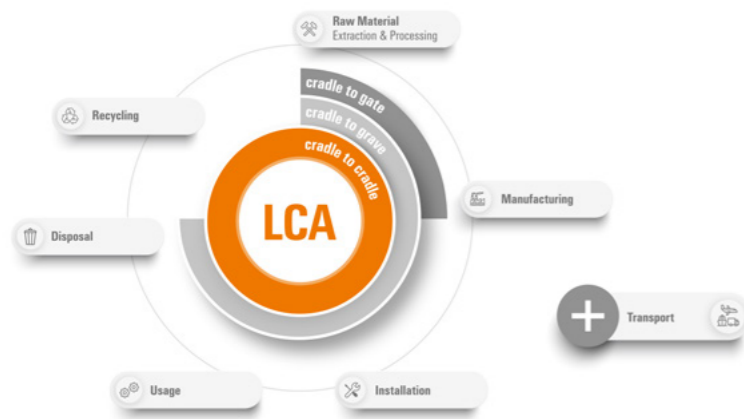 Raw Material
Extraction & Processing
cradle to gate
cradle to grave
cradle to cradle
LCA
Recycling
Manufacturing
Disposal
Transport
Usage
Installation